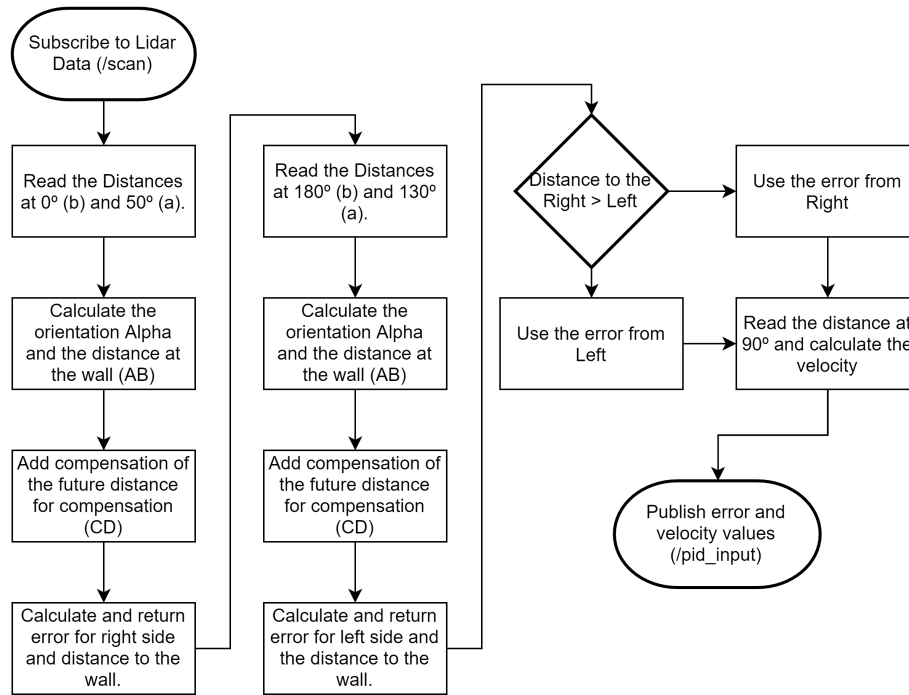 Subscribe to Lidar
Data (/scan)
Read the Distances
at 0º (b) and 50º (a).
Calculate the
orientation Alpha
and the distance at
the wall (AB)
Add compensation of
the future distance
for compensation
(CD)
Calculate and return
error for right side
and distance to the
wall.
Read the Distances
at 180º (b) and 130º
(a).
Calculate the
orientation Alpha
and the distance at
the wall (AB)
Add compensation of
the future distance
for compensation
(CD)
Calculate and return
error for left side and
the distance to the
wall.
Distance to the
Right > Left
Use the error from
Right
Use the error from
Left
Read the distance at
90º and calculate the
velocity
Publish error and
velocity values
(/pid_input)